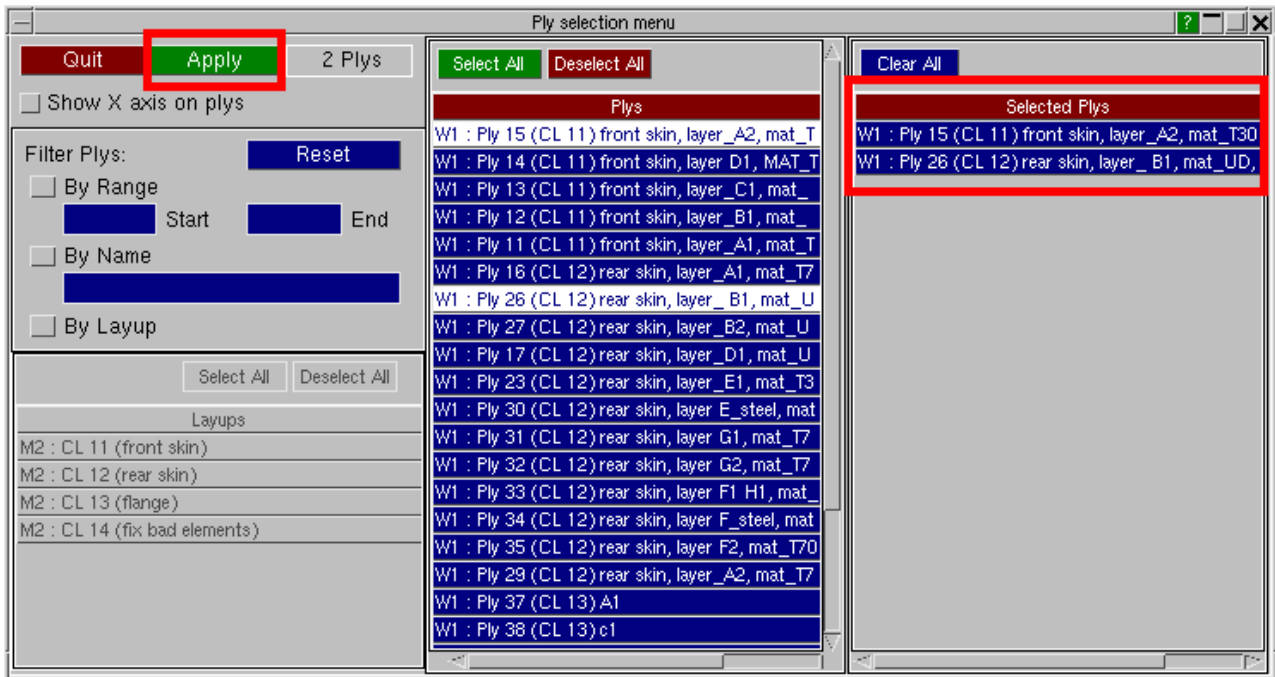 Ply selection menu
?
Quit Apply 2 Plys
Show X axis on plys
Filter Plys: Reset
By Range
Start End
By Name
By Layup
Select All Deselect All
Layups
M2 : CL 11 (front skin)
M2 : CL 12 (rear skin)
M2 : CL 13 (flange)
M2 : CL 14 (fix bad elements)
Select All Deselect All
Plys
W1 : Ply 15 (CL 11) front skin, layer_A2, mat_T
W1 : Ply 14 (CL 11) front skin, layer D1, MAT_T
W1 : Ply 13 (CL 11) front skin, layer_C1, mat_
W1 : Ply 12 (CL 11) front skin, layer_B1, mat_
W1 : Ply 11 (CL 11) front skin, layer_A1, mat_T
W1 : Ply 16 (CL 12) rear skin, layer_A1, mat_T7
W1 : Ply 26 (CL 12) rear skin, layer_ B1, mat_U
W1 : Ply 27 (CL 12) rear skin, layer_B2, mat_U
W1 : Ply 17 (CL 12) rear skin, layer_D1, mat_U
W1 : Ply 23 (CL 12) rear skin, layer_E1, mat_T3
W1 : Ply 30 (CL 12) rear skin, layer E_steel, mat
W1 : Ply 31 (CL 12) rear skin, layer G1, mat_T7
W1 : Ply 32 (CL 12) rear skin, layer G2, mat_T7
W1 : Ply 33 (CL 12) rear skin, layer F1 H1, mat_
W1 : Ply 34 (CL 12) rear skin, layer F_steel, mat
W1 : Ply 35 (CL 12) rear skin, layer F2, mat_T70
W1 : Ply 29 (CL 12) rear skin, layer_A2, mat_T7
W1 : Ply 37 (CL 13) A1
W1 : Ply 38 (CL 13) c1
Clear All
Selected Plys
W1 : Ply 15 (CL 11) front skin, layer_A2, mat_T30
W1 : Ply 26 (CL 12) rear skin, layer_ B1, mat_UD,